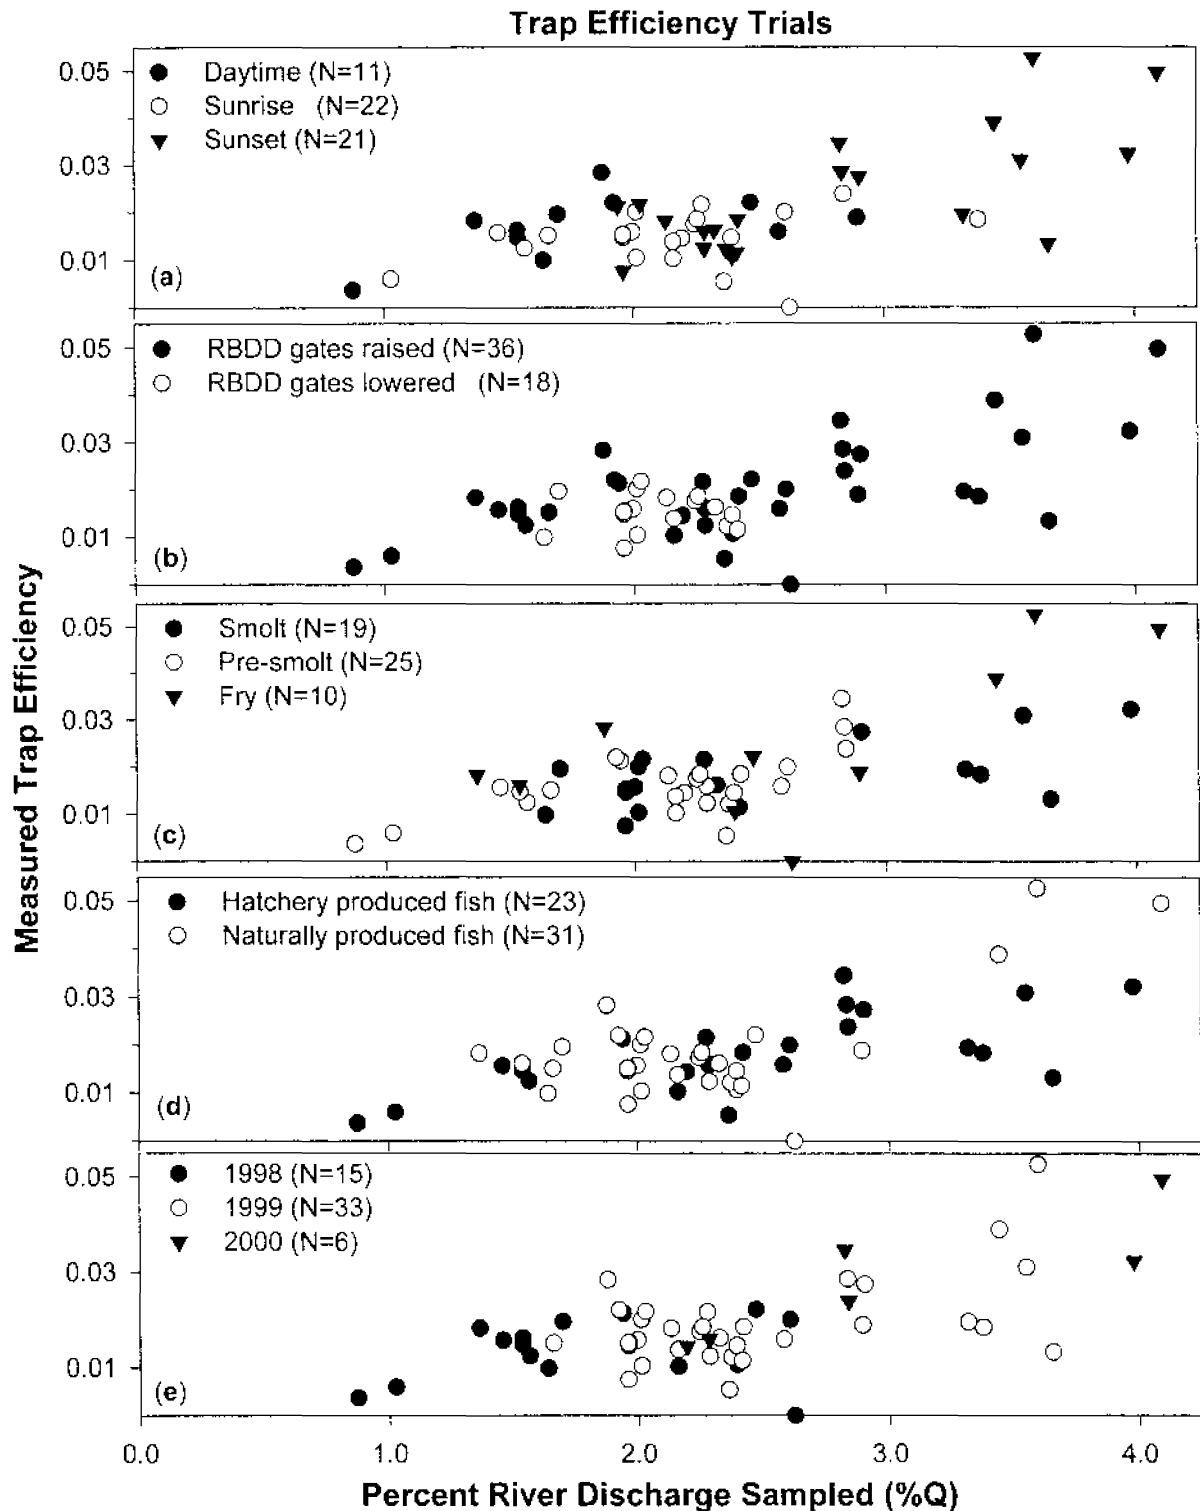 Trap Efficiency Trials
0.05
Daytime (N=11)
Sunrise (N=22)
Sunset (N=21)
0.03
0.01
(a)
0.05
RBDD gates raised (N=36)
RBDD gates lowered (N=18)
0.03
0.01
(b)
0.05
Smolt (N=19)
Pre-smolt (N=25)
Fry (N=10)
0.03
0.01
(c)
Measured Trap Efficiency
0.05
Hatchery produced fish (N=23)
Naturally produced fish (N=31)
0.03
0.01
(d)
0.05
1998 (N=15)
1999 (N=33)
2000 (N=6)
0.03
0.01
(e)
0.0 1.0 2.0 3.0 4.0
Percent River Discharge Sampled (%Q)